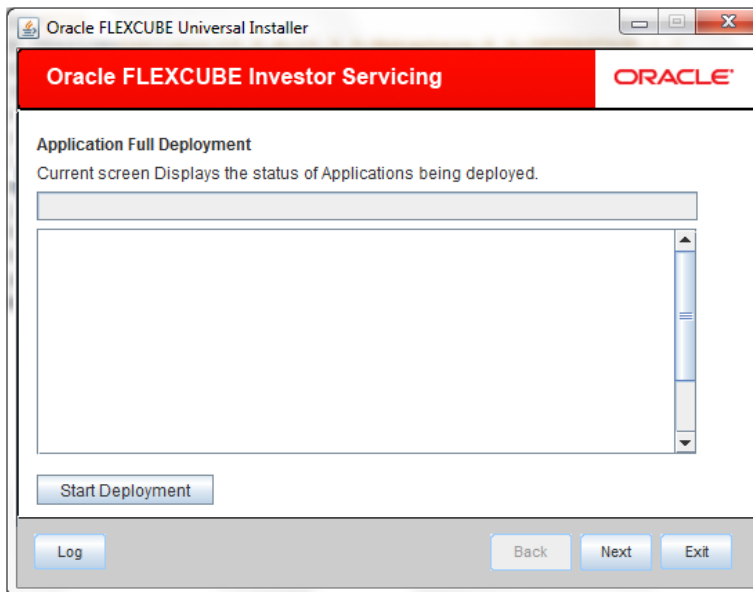 Oracle FLEXCUBE Universal Installer
Oracle FLEXCUBE Investor Servicing
ORACLE
Application Full Deployment
Current screen Displays the status of Applications being deployed.
Start Deployment
Log
Back
Next
Exit